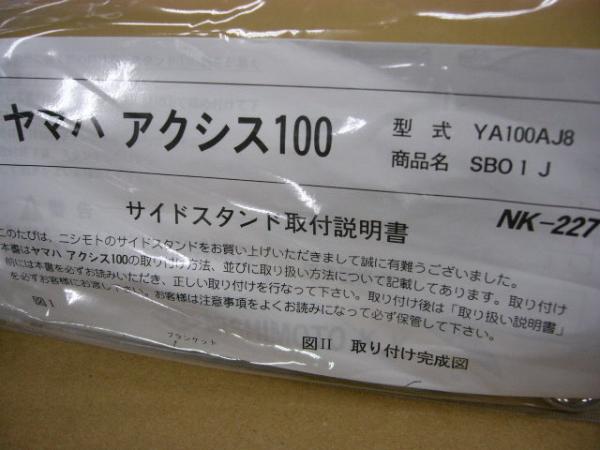 ヤマハ アクシス100
型 式 YA100AJ8
商品名 SB01J
サイドスタンド取付説明書
NK-227
このたびは、ニシモトのサイドスタンドをお買い上げいただきまして誠に有難うございました。
本書はヤマハ アクシス100の取り付け方法、並びに取り扱い方法について記載してあります。取り付け
前には本書を必ずお読みいただき、正しい取り付けを行なって下さい。取り付け後は「取り扱い説明書」
を必ずお客様にお渡し下さい。お客様は注意事項をよくお読みになって必ず保管して下さい。
図I
ブランケット
図II 取り付け完成図